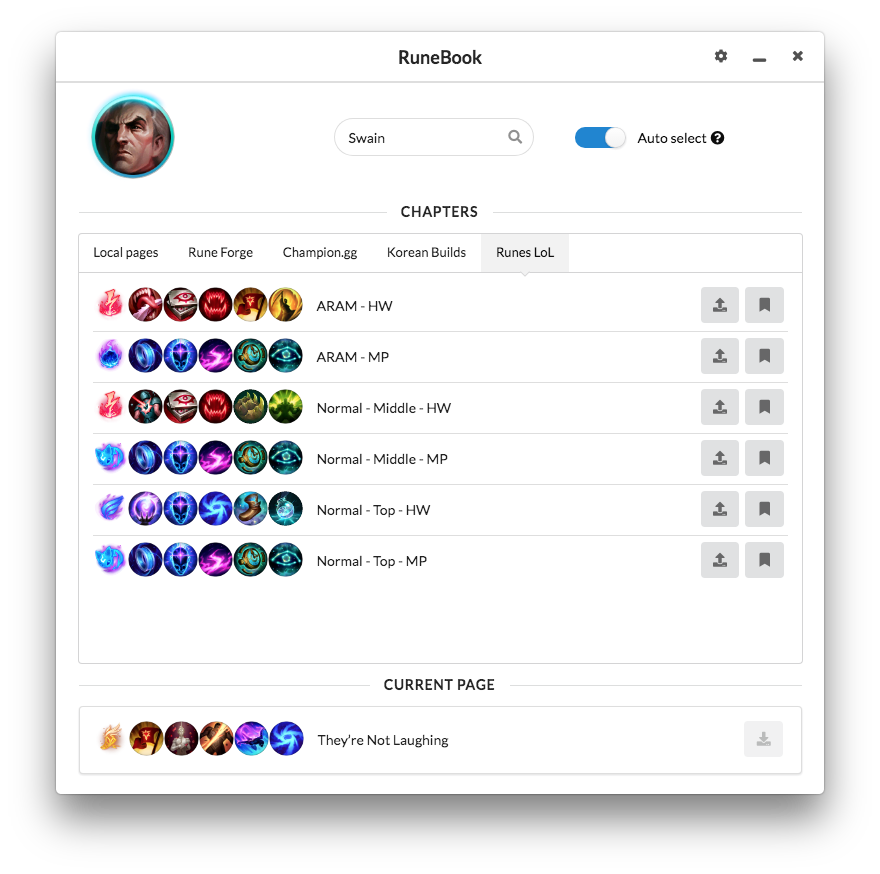 RuneBook
Swain
Auto select
CHAPTERS
Local pages Rune Forge Champion.gg Korean Builds Runes LoL
ARAM - HW
ARAM - MP
Normal - Middle - HW
Normal - Middle - MP
Normal - Top - HW
Normal - Top - MP
CURRENT PAGE
They're Not Laughing